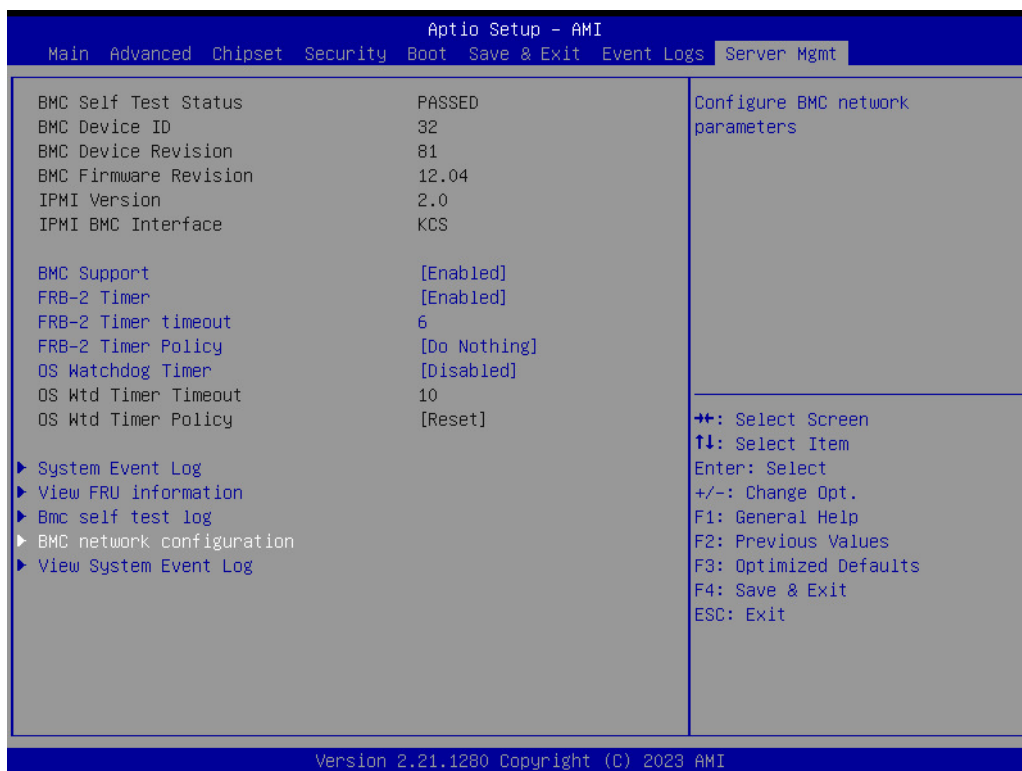 Aptio Setup - AMI
Main Advanced Chipset Security Boot Save & Exit Event Logs Server Mgmt
BMC Self Test Status PASSED
BMC Device ID 32
BMC Device Revision 81
BMC Firmware Revision 12.04
IPMI Version 2.0
IPMI BMC Interface KCS
BMC Support [Enabled]
FRB-2 Timer [Enabled]
FRB-2 Timer timeout 6
FRB-2 Timer Policy [Do Nothing]
OS Watchdog Timer [Disabled]
OS Wtd Timer Timeout 10
OS Wtd Timer Policy [Reset]
System Event Log
View FRU information
Bmc self test log
BMC network configuration
View System Event Log
Configure BMC network
parameters
→←: Select Screen
↑↓: Select Item
Enter: Select
+/-: Change Opt.
F1: General Help
F2: Previous Values
F3: Optimized Defaults
F4: Save & Exit
ESC: Exit
Version 2.21.1280 Copyright (C) 2023 AMI